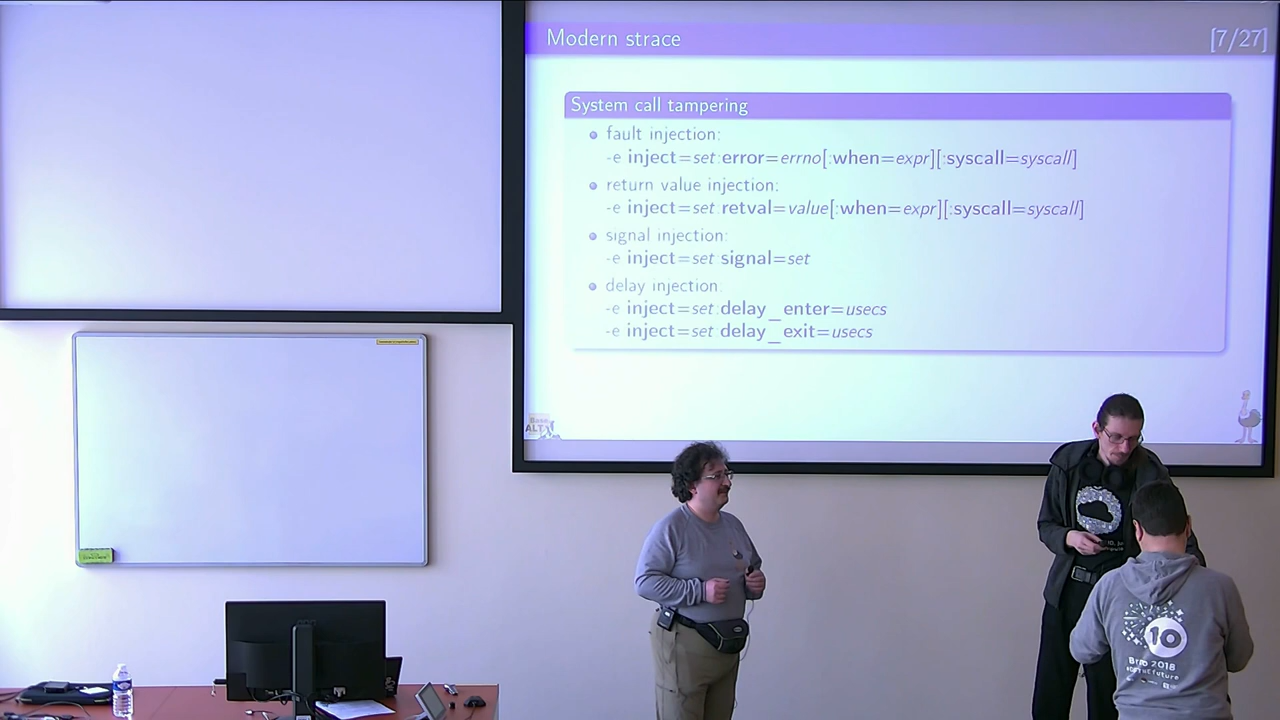 Modern strace
[7/27]
System call tampering
fault injection:
-e inject=set:error=errno[:when=expr][:syscall=syscall]
return value injection:
-e inject=set:retval=value[:when=expr][:syscall=syscall]
signal injection:
-e inject=set:signal=set
delay injection:
-e inject=set:delay_enter=usecs
-e inject=set:delay_exit=usecs
ALT
10
Brno 2018